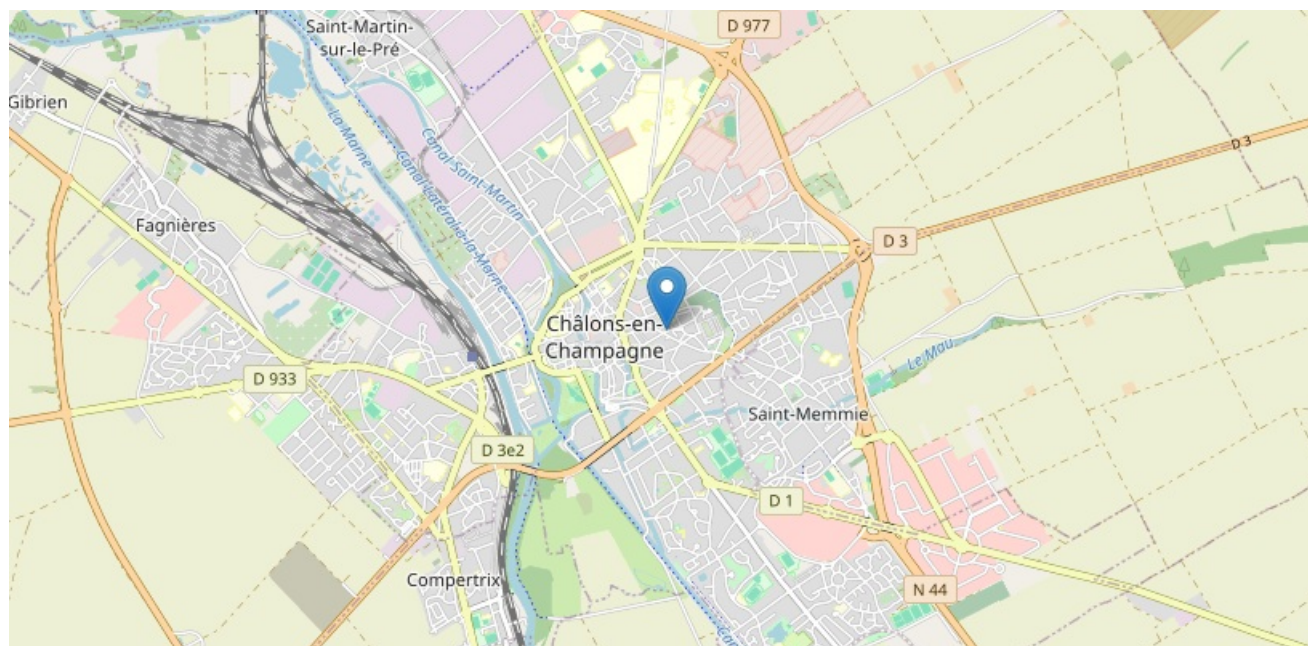 Saint-Martin-
sur-le-Pré
D 977
Gibrien
La Marne
Canal Saint-Martin
Canal Latéral à la Marne
D 3
Fagnières
D 3
Châlons-en-
Champagne
Le Mau
D 933
Saint-Memmie
D 3e2
D 1
Compertrix
N 44